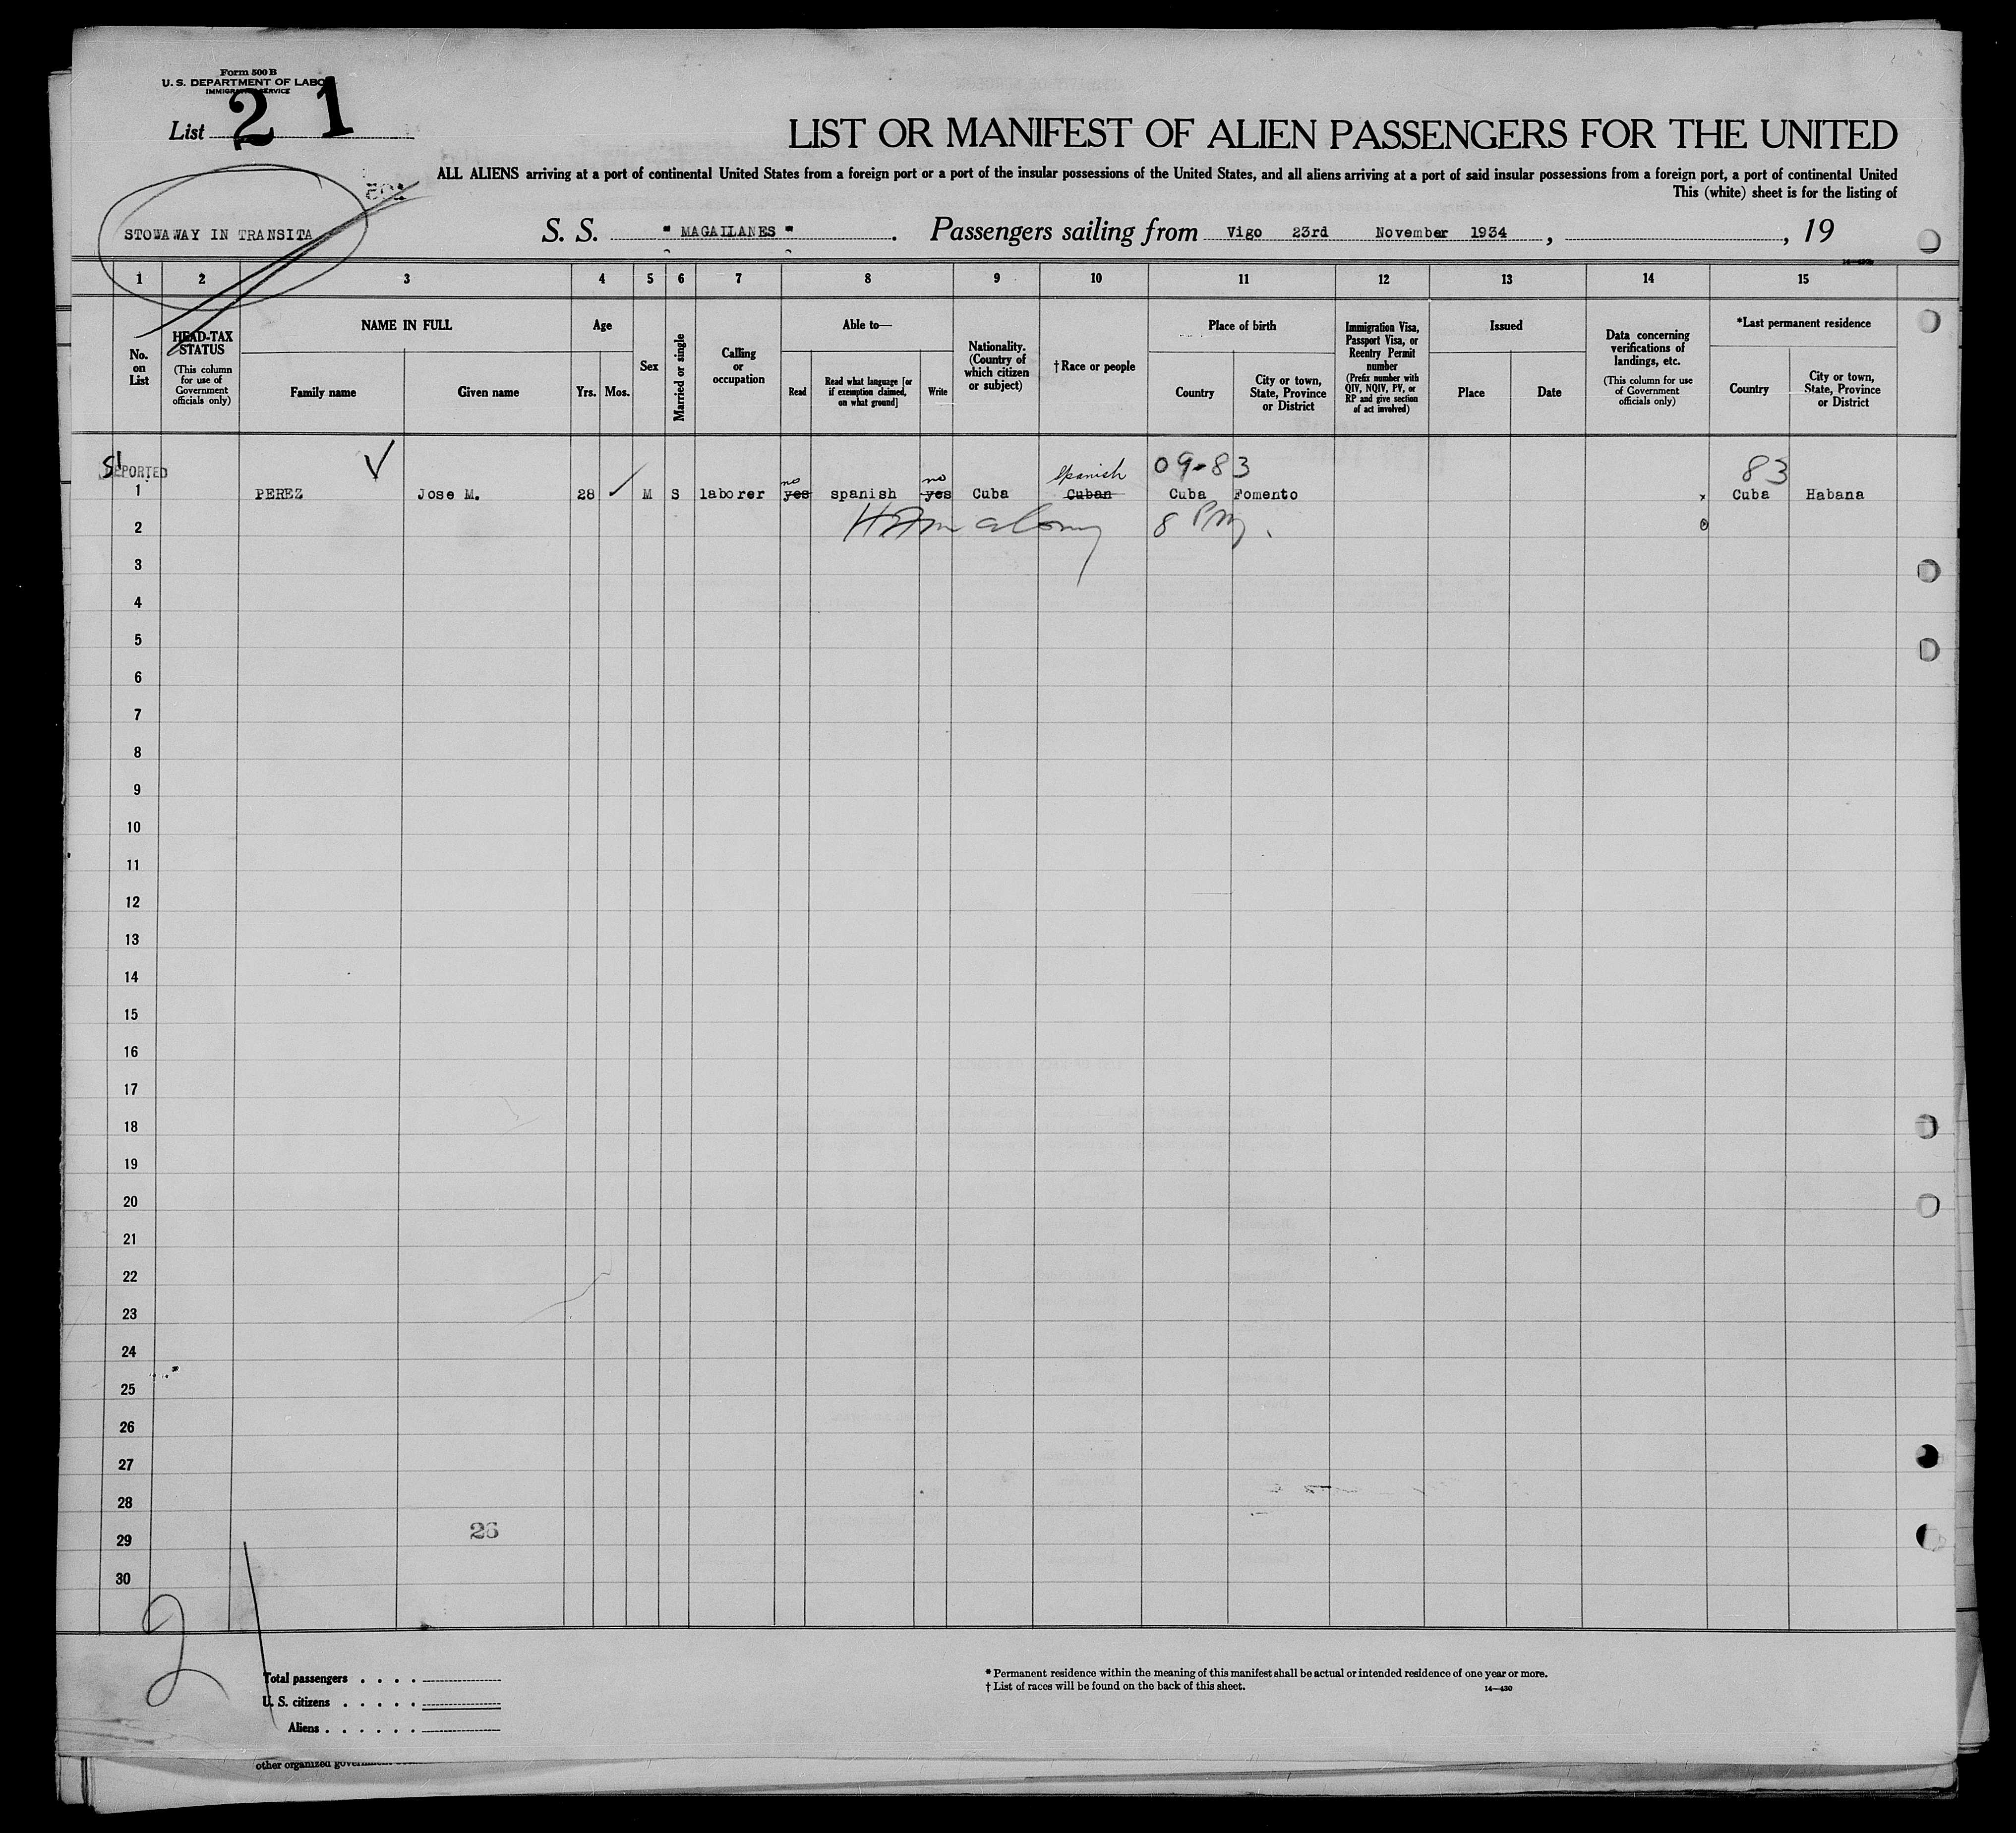 Form 500 B
U. S. DEPARTMENT OF LABOR
IMMIGRATION SERVICE
List 2 1
LIST OR MANIFEST OF ALIEN PASSENGERS FOR THE UNITED
ALL ALIENS arriving at a port of continental United States from a foreign port or a port of the insular possessions of the United States, and all aliens arriving at a port of said insular possessions from a foreign port, a port of continental United
This (white) sheet is for the listing of
STOWAWAY IN TRANSITA
S. S. " MAGAILANES " . Passengers sailing from Vigo 23rd November 1934 , , 19
1 2 3 4 5 6 7 8 9 10 11 12 13 14 15
No. on List
HEAD-TAX STATUS
(This column for use of Government officials only)
NAME IN FULL
Family name
Given name
Age
Yrs.
Mos.
Sex
Married or single
Calling or occupation
Able to—
Read
Read what language [or if exemption claimed, on what ground]
Write
Nationality. (Country of which citizen or subject)
† Race or people
Place of birth
Country
City or town, State, Province or District
Immigration Visa, Passport Visa, or Reentry Permit number
(Prefix number with QIV, NQIV, PV, or RP and give section of act involved)
Issued
Place
Date
Data concerning verifications of landings, etc.
(This column for use of Government officials only)
*Last permanent residence
Country
City or town, State, Province or District
DEPORTED
no no Spanish 09-83 83
1 PEREZ Jose M. 28 M S laborer yes spanish yes Cuba Cuban Cuba Fomento x Cuba Habana
2 8 PM
3
4
5
6
7
8
9
10
11
12
13
14
15
16
17
18
19
20
21
22
23
24
25
26
27
28
29 26
30
2
Total passengers . . . .
U. S. citizens . . . . .
Aliens . . . . . .
* Permanent residence within the meaning of this manifest shall be actual or intended residence of one year or more.
† List of races will be found on the back of this sheet.
14—430
other organized